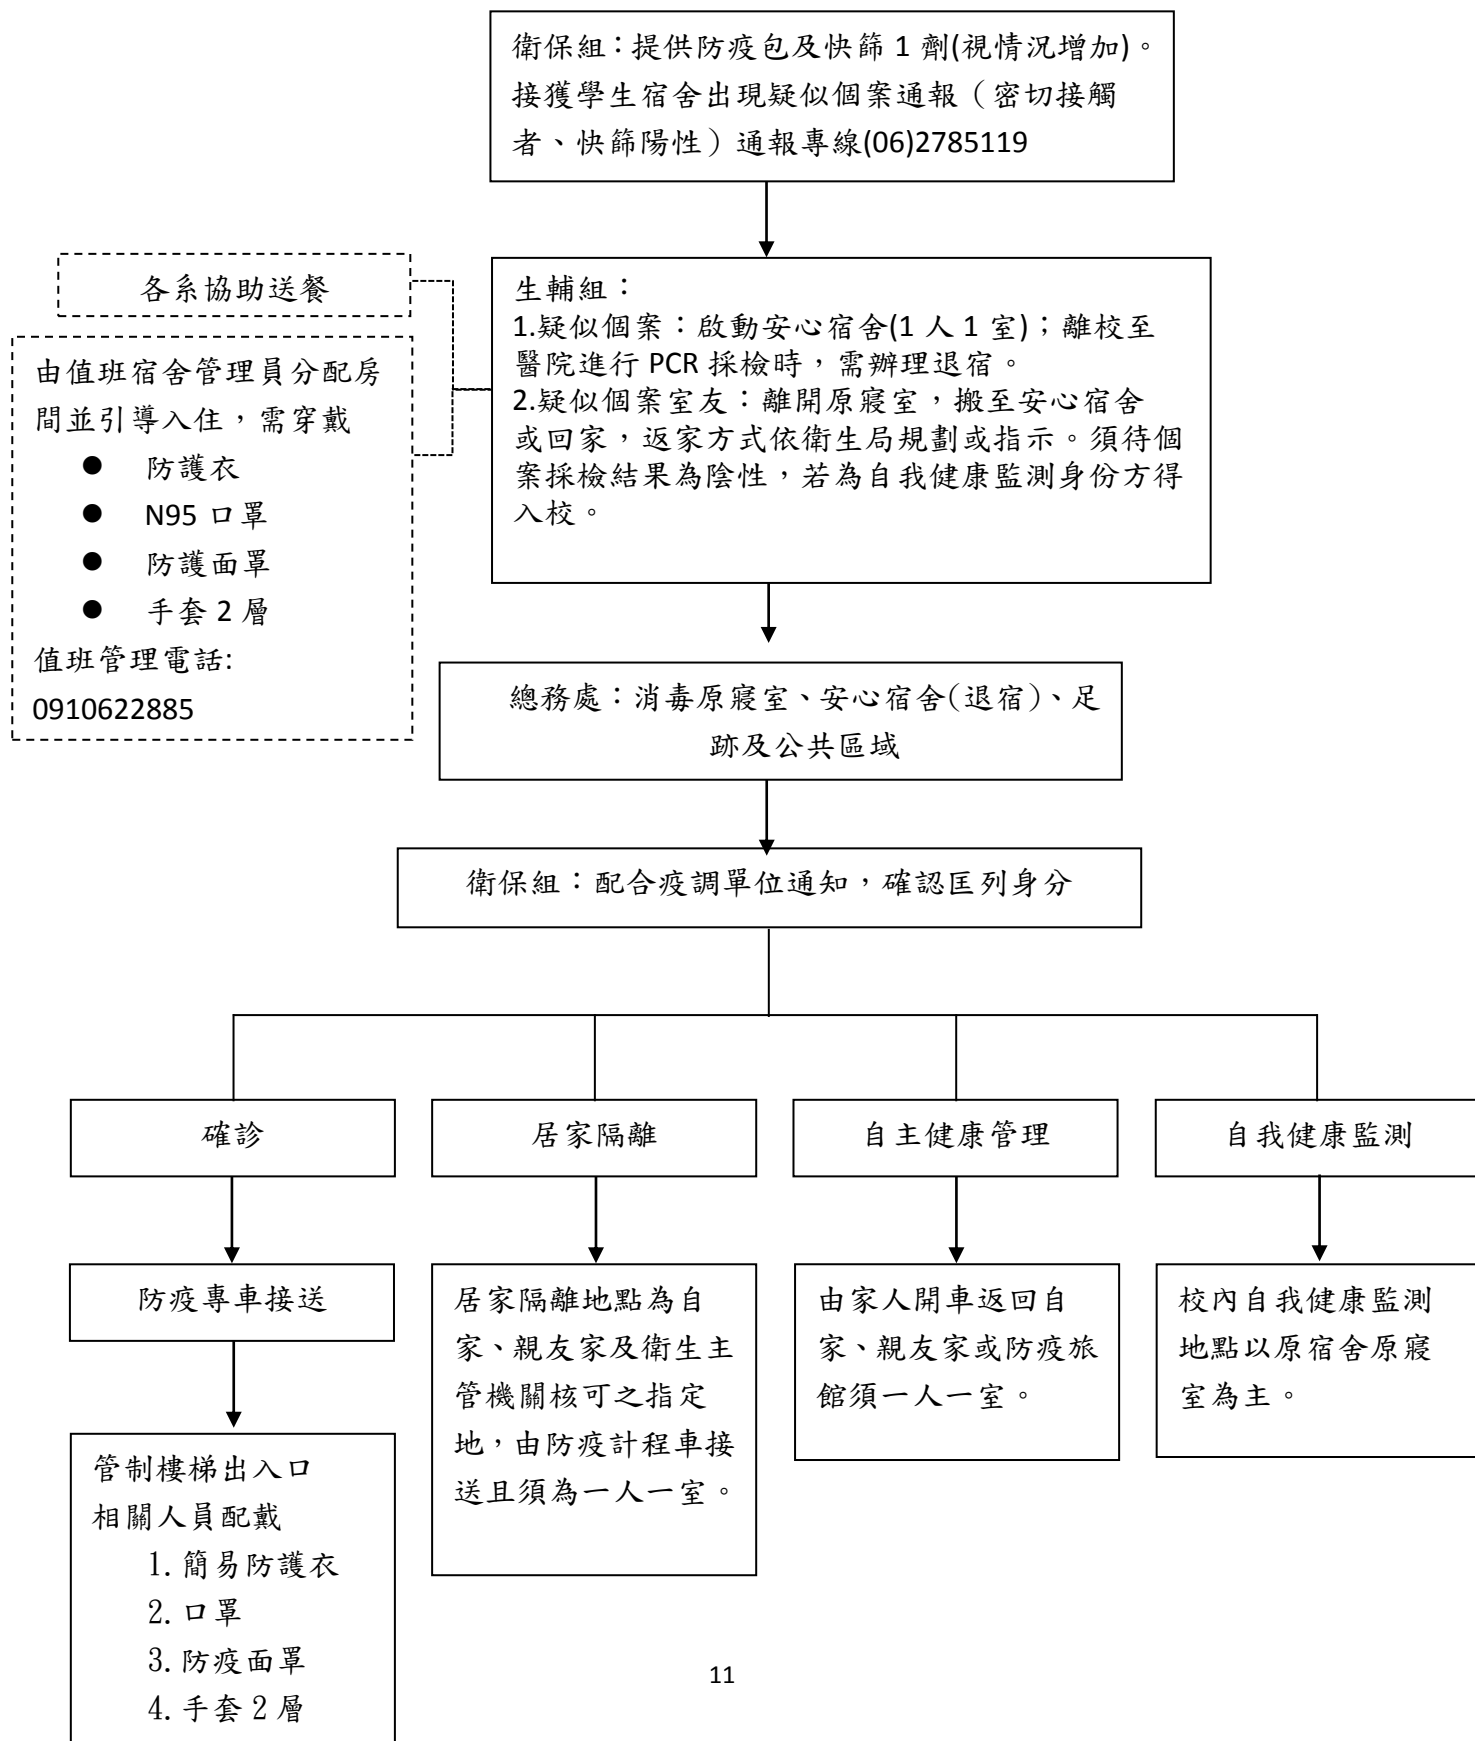 衛保組：提供防疫包及快篩 1 劑(視情況增加)。
接獲學生宿舍出現疑似個案通報（密切接觸
者、快篩陽性）通報專線(06)2785119
各系協助送餐
由值班宿舍管理員分配房
間並引導入住，需穿戴
● 防護衣
● N95 口罩
● 防護面罩
● 手套 2 層
值班管理電話:
0910622885
生輔組：
1.疑似個案：啟動安心宿舍(1 人 1 室)；離校至
醫院進行 PCR 採檢時，需辦理退宿。
2.疑似個案室友：離開原寢室，搬至安心宿舍
或回家，返家方式依衛生局規劃或指示。須待個
案採檢結果為陰性，若為自我健康監測身份方得
入校。
總務處：消毒原寢室、安心宿舍(退宿)、足
跡及公共區域
衛保組：配合疫調單位通知，確認匡列身分
確診
居家隔離
自主健康管理
自我健康監測
防疫專車接送
居家隔離地點為自
家、親友家及衛生主
管機關核可之指定
地，由防疫計程車接
送且須為一人一室。
由家人開車返回自
家、親友家或防疫旅
館須一人一室。
校內自我健康監測
地點以原宿舍原寢
室為主。
管制樓梯出入口
相關人員配戴
1. 簡易防護衣
2. 口罩
3. 防疫面罩
4. 手套 2 層
11